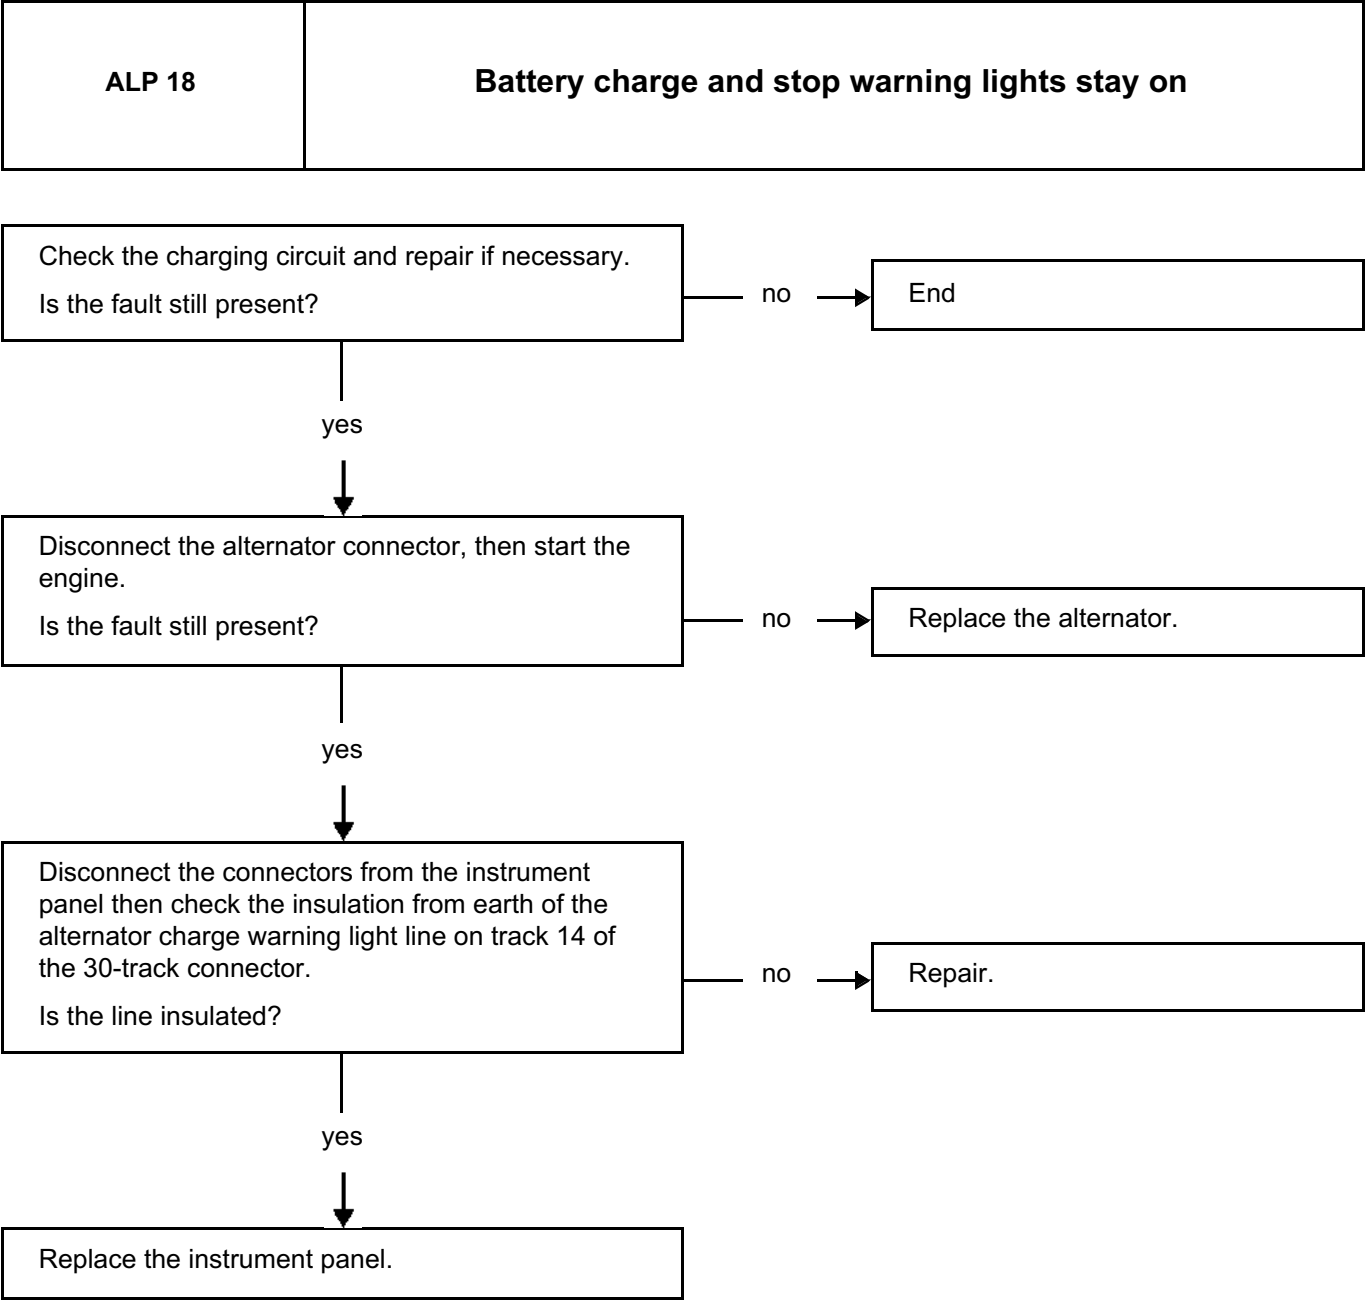 ALP 18
Battery charge and stop warning lights stay on
Check the charging circuit and repair if necessary.
Is the fault still present?
no
End
yes
Disconnect the alternator connector, then start the
engine.
Is the fault still present?
no
Replace the alternator.
yes
Disconnect the connectors from the instrument
panel then check the insulation from earth of the
alternator charge warning light line on track 14 of
the 30-track connector.
Is the line insulated?
no
Repair.
yes
Replace the instrument panel.